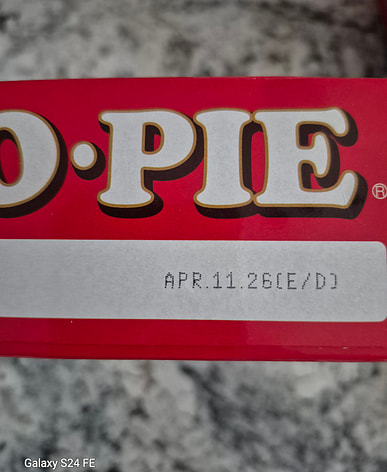 O·PIE®
APR.11.26(E/D)
Galaxy S24 FE